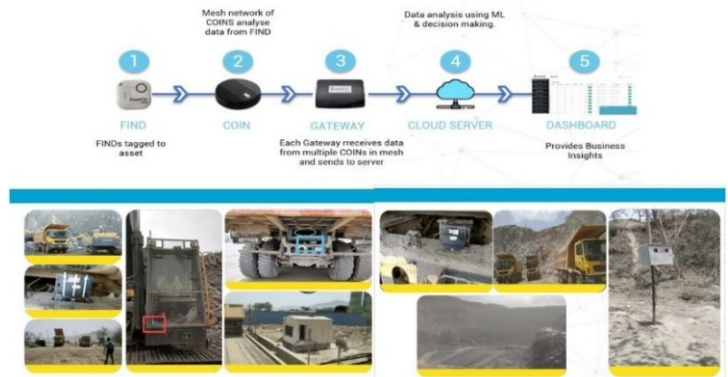 Mesh network of
COINS analyse
data from FIND
Data analysis using ML
& decision making.
1
2
3
4
5
FIND
COIN
GATEWAY
CLOUD SERVER
DASHBOARD
FINDs tagged to
asset
Each Gateway rreceives data
from multiple COINs in mesh
and sends to server
Provides Business
Insights